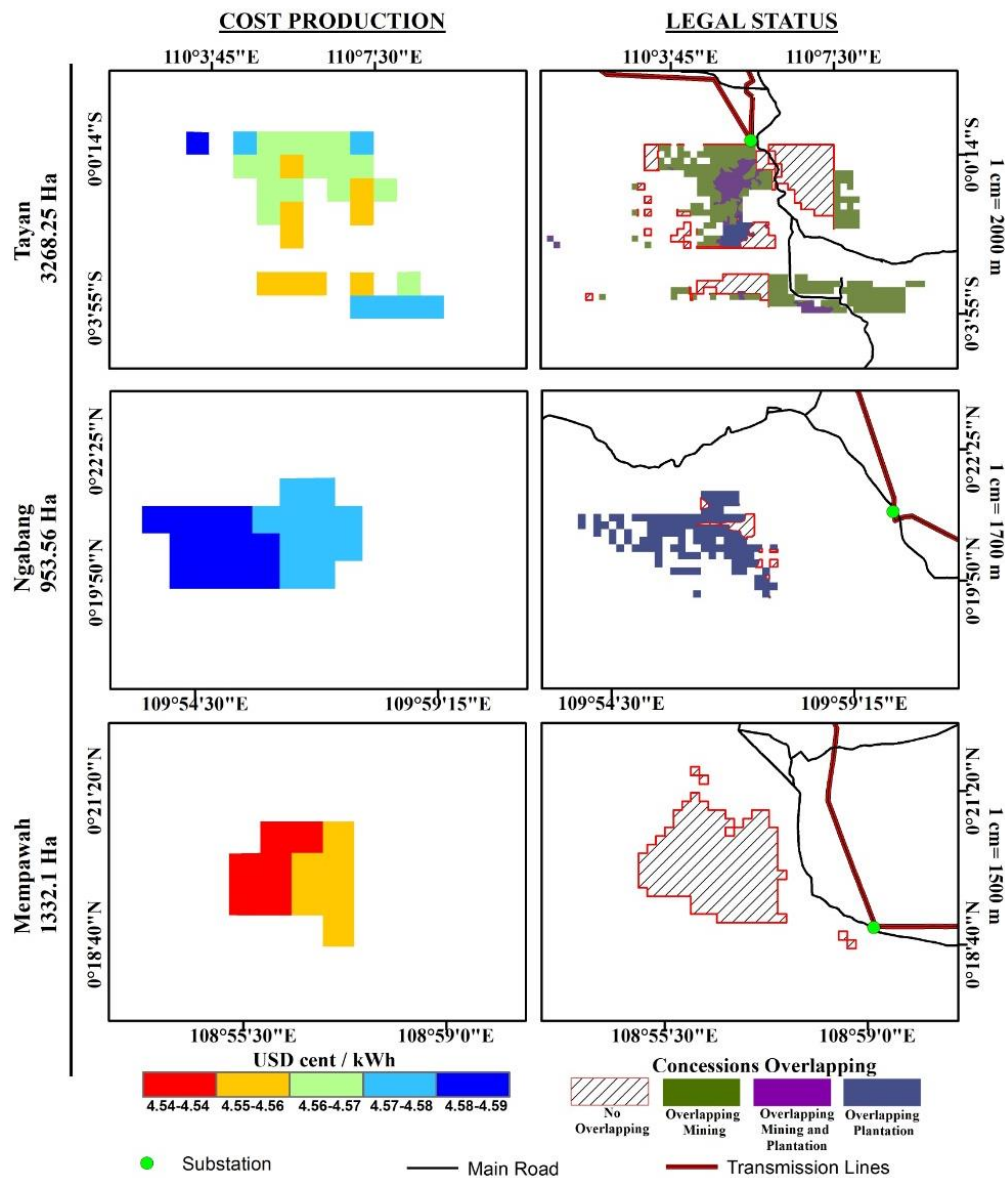 COST PRODUCTION
LEGAL STATUS
110°3'45"E
110°7'30"E
110°3'45"E
110°7'30"E
Tayan
3268.25 Ha
0°0'14"S
0°3'55"S
0°0'14"S
0°3'55"S
1 cm= 2000 m
Ngabang
953.56 Ha
0°22'25"N
0°19'50"N
0°22'25"N
0°19'50"N
1 cm= 1700 m
109°54'30"E
109°59'15"E
109°54'30"E
109°59'15"E
Mempawah
1332.1 Ha
0°21'20"N
0°18'40"N
0°21'20"N
0°18'40"N
1 cm= 1500 m
108°55'30"E
108°59'0"E
108°55'30"E
108°59'0"E
USD cent / kWh
4.54-4.54
4.55-4.56
4.56-4.57
4.57-4.58
4.58-4.59
Concessions Overlapping
No
Overlapping
Overlapping
Mining
Overlapping
Mining and
Plantation
Overlapping
Plantation
Substation
Main Road
Transmission Lines